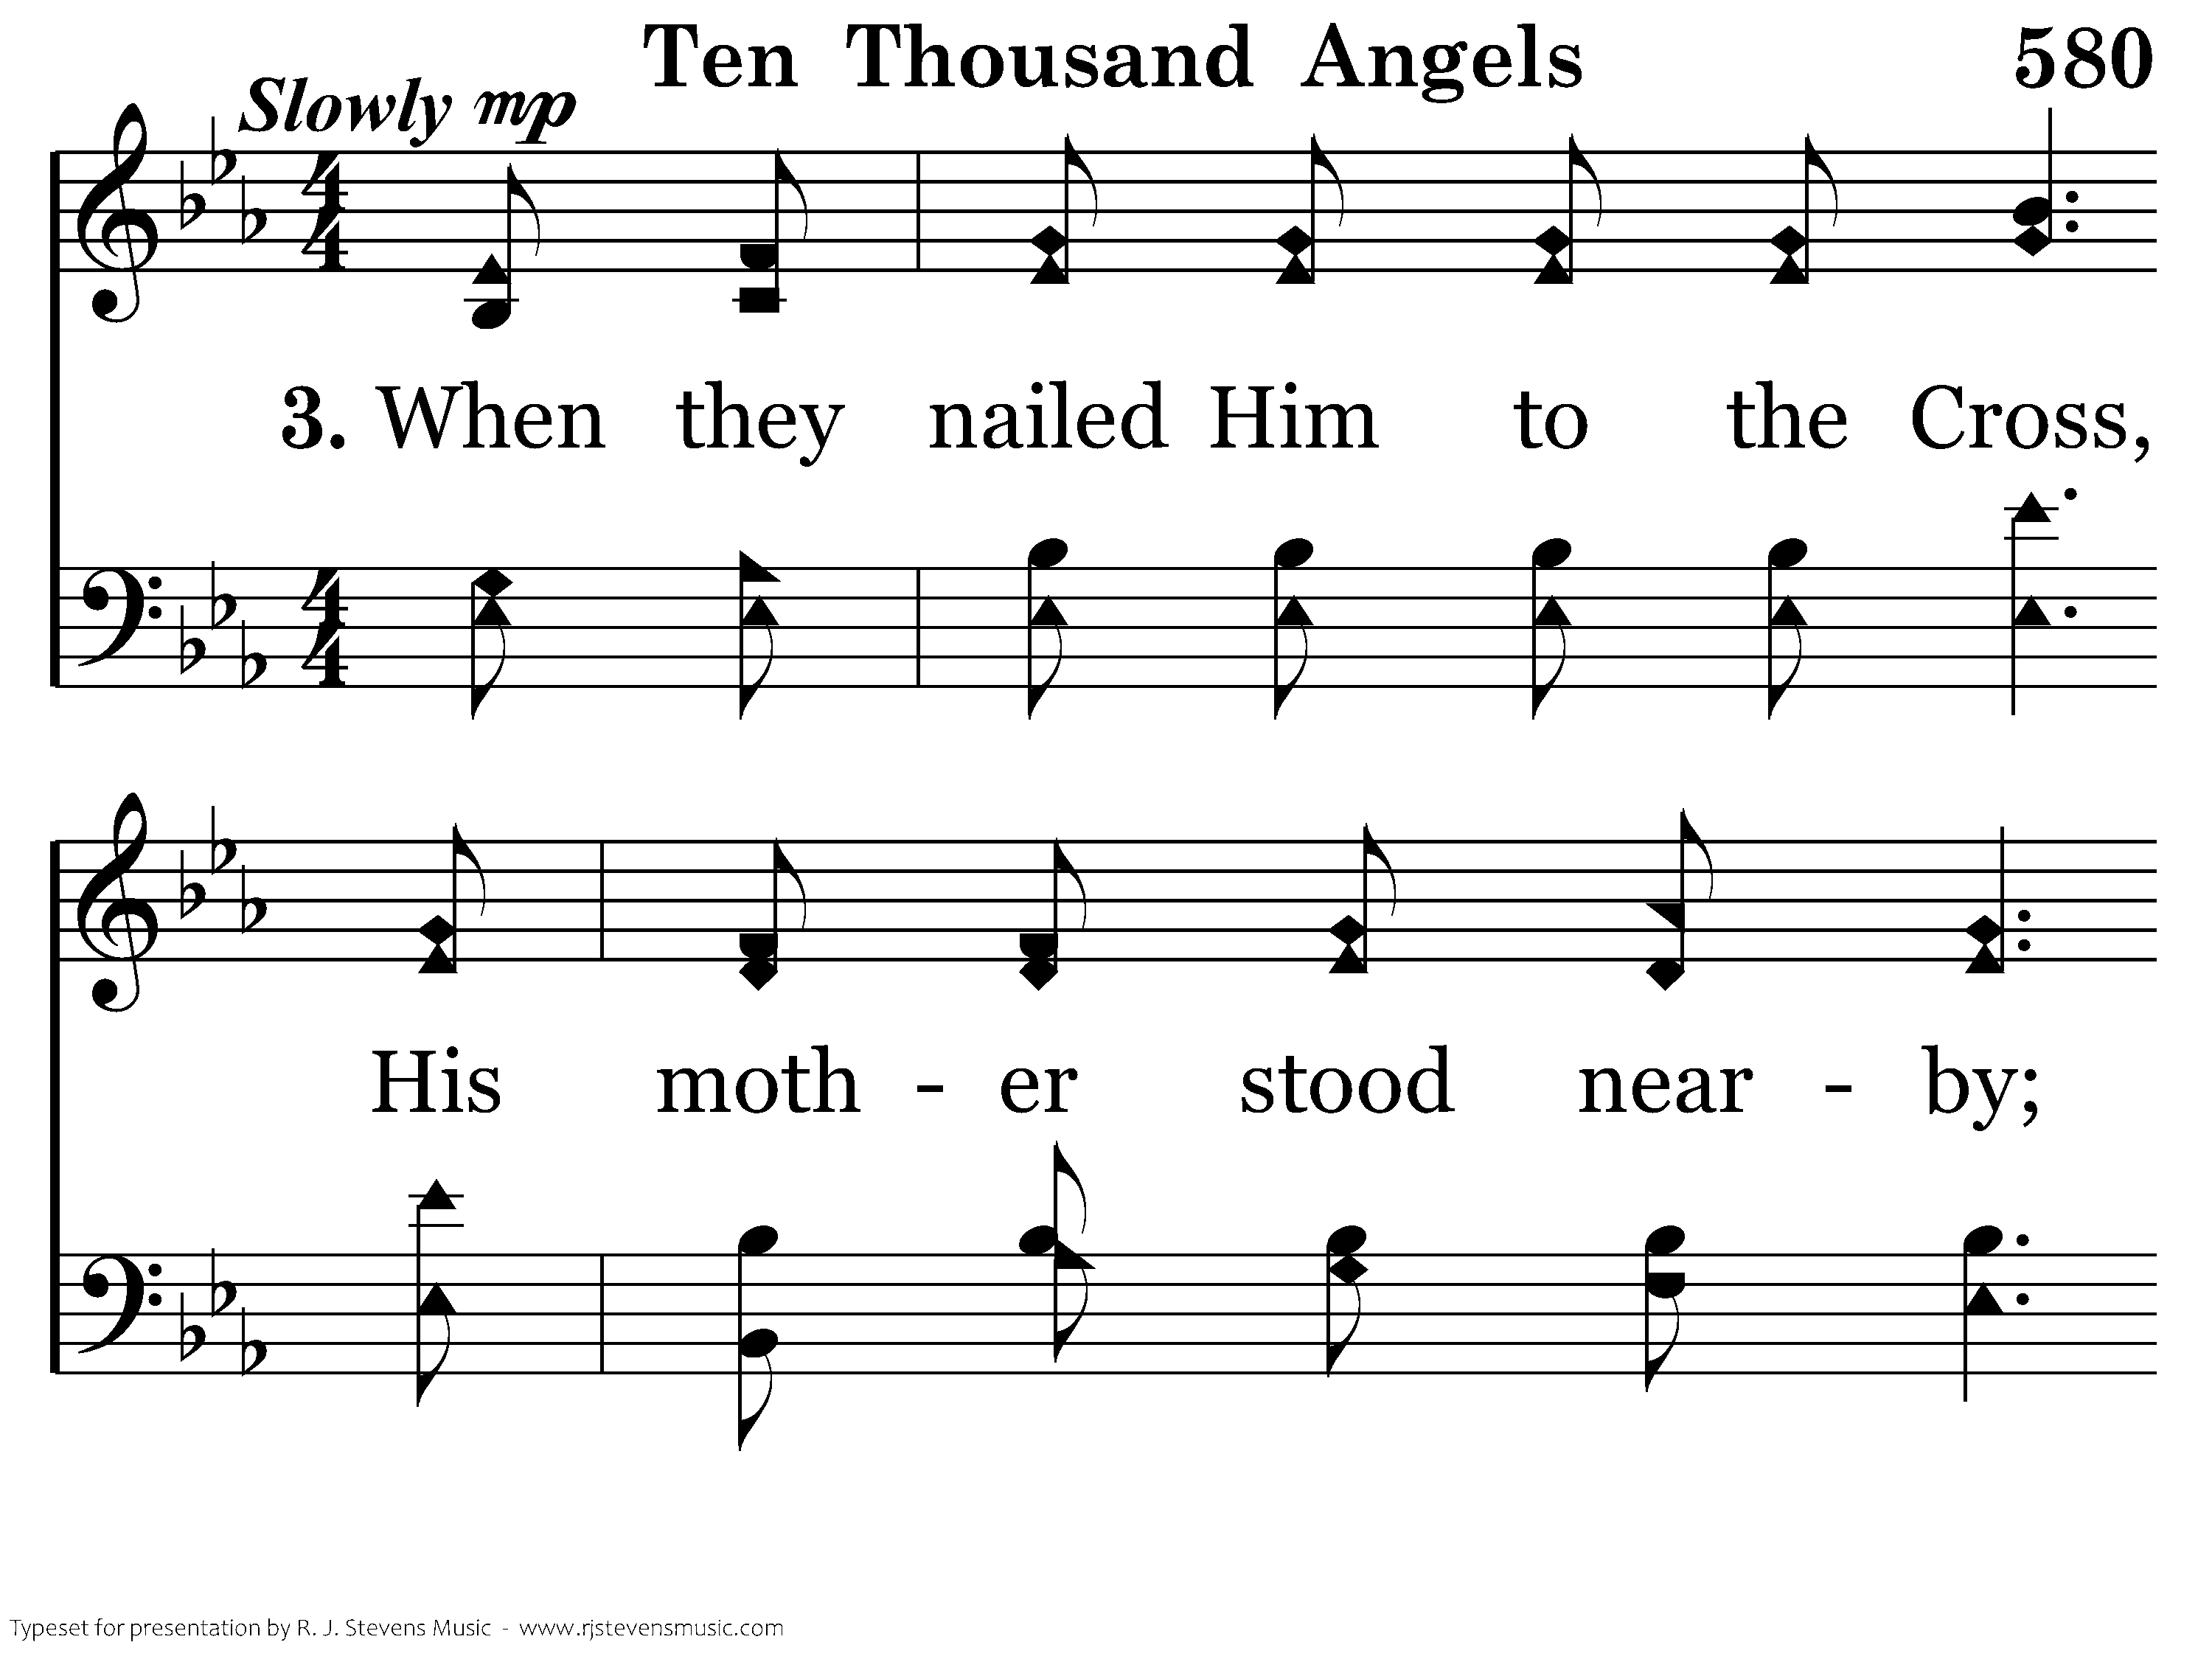 Ten Thousand Angels 580
Slowly mp
3. When they nailed Him to the Cross,
His moth - er stood near - by;
Typeset for presentation by R. J. Stevens Music - www.rjstevensmusic.com